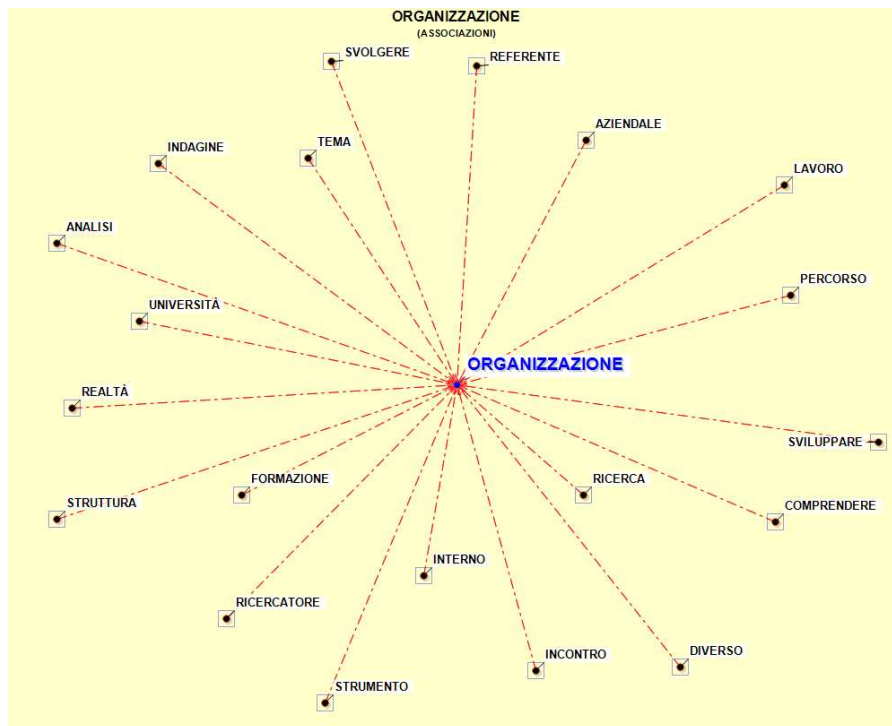 ORGANIZZAZIONE
(ASSOCIAZIONI)
SVOLGERE
REFERENTE
AZIENDALE
INDAGINE
TEMA
LAVORO
ANALISI
PERCORSO
UNIVERSITÀ
ORGANIZZAZIONE
REALTÀ
SVILUPPARE
FORMAZIONE
RICERCA
STRUTTURA
COMPRENDERE
INTERNO
RICERCATORE
INCONTRO
DIVERSO
STRUMENTO